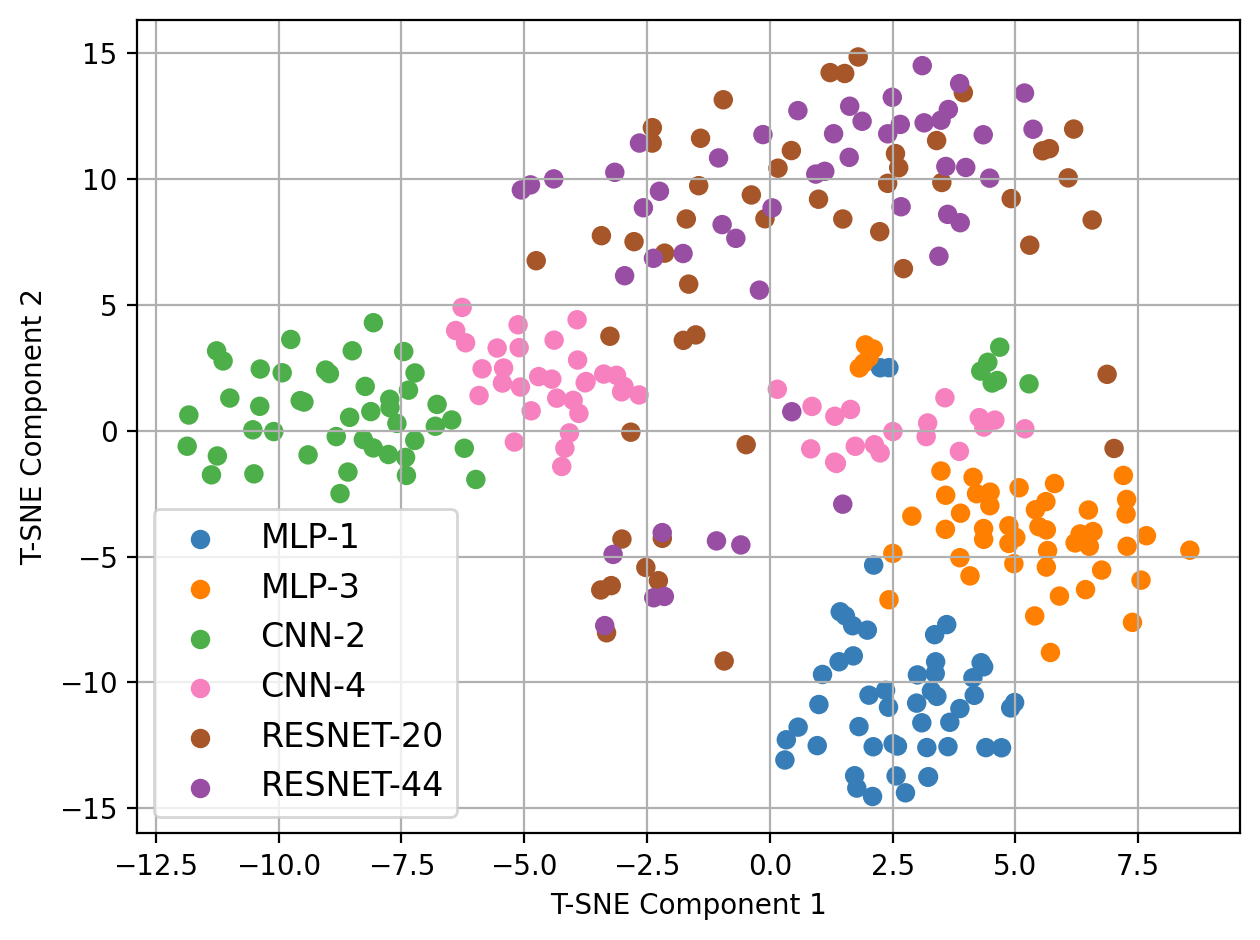 15
10
5
0
−5
−10
−15
T-SNE Component 2
MLP-1
MLP-3
CNN-2
CNN-4
RESNET-20
RESNET-44
−12.5 −10.0 −7.5 −5.0 −2.5 0.0 2.5 5.0 7.5
T-SNE Component 1